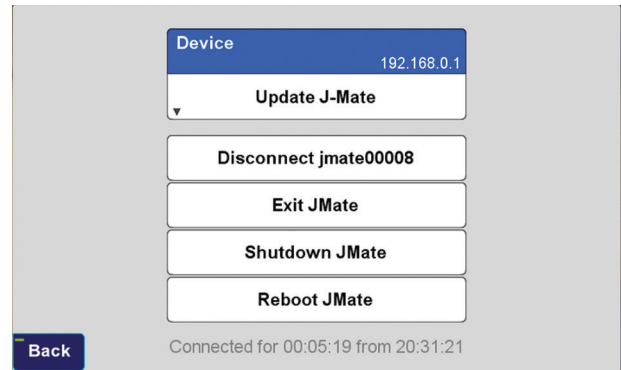 Device
192.168.0.1
Update J-Mate
Disconnect jmate00008
Exit JMate
Shutdown JMate
Reboot JMate
Back
Connected for 00:05:19 from 20:31:21